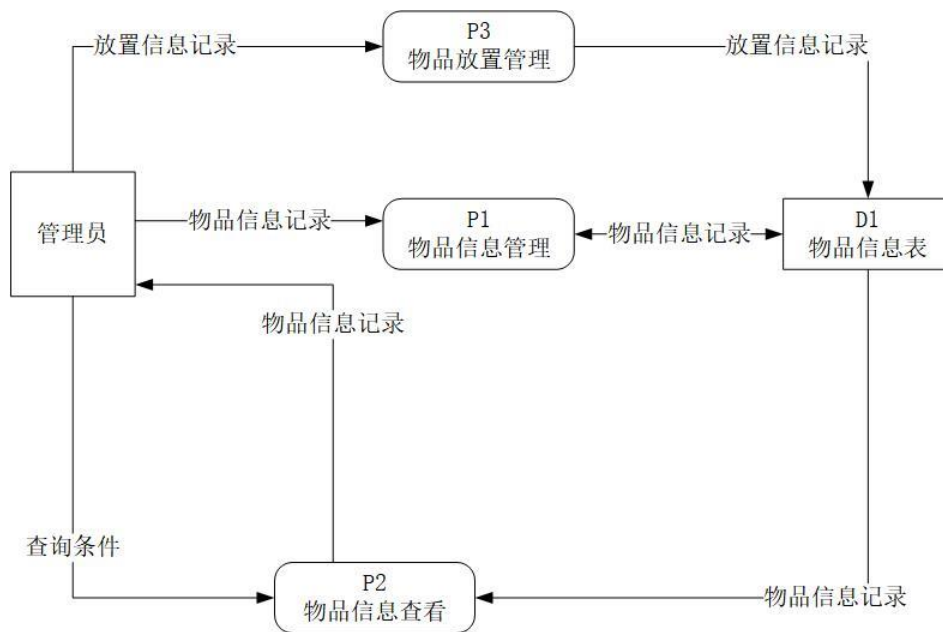 P3
放置信息记录
物品放置管理
放置信息记录
管理员
物品信息记录
P1
物品信息管理
物品信息记录
D1
物品信息表
物品信息记录
查询条件
P2
物品信息查看
物品信息记录